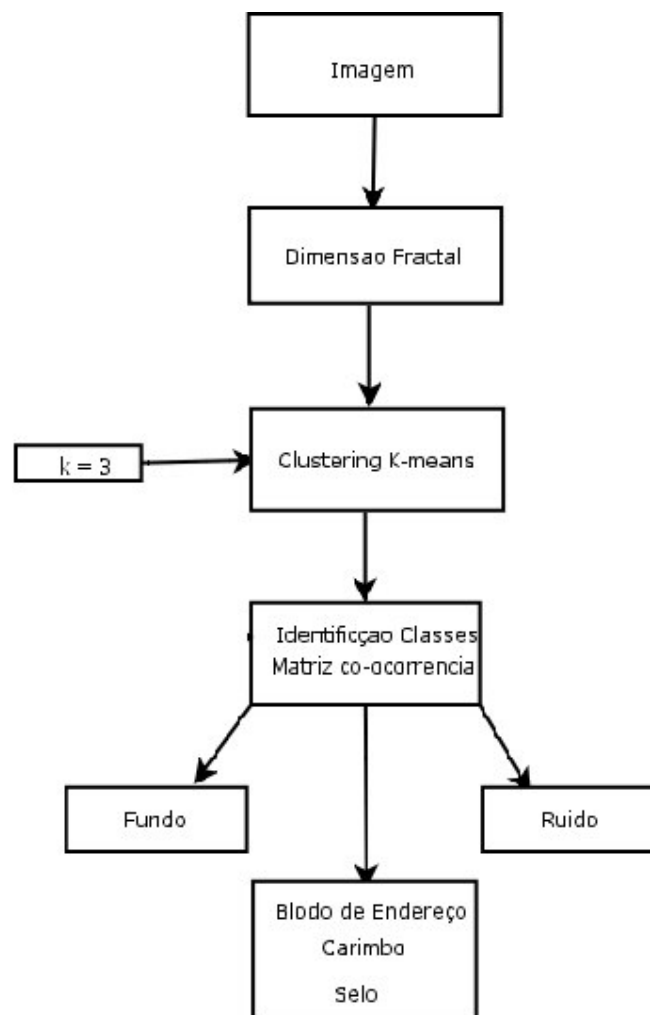 Imagem
Dimensao Fractal
k = 3
Clustering K-means
Identificçao Classes
Matriz co-ocorrencia
Fundo
Ruido
Blodo de Endereço
Carimbo
Selo